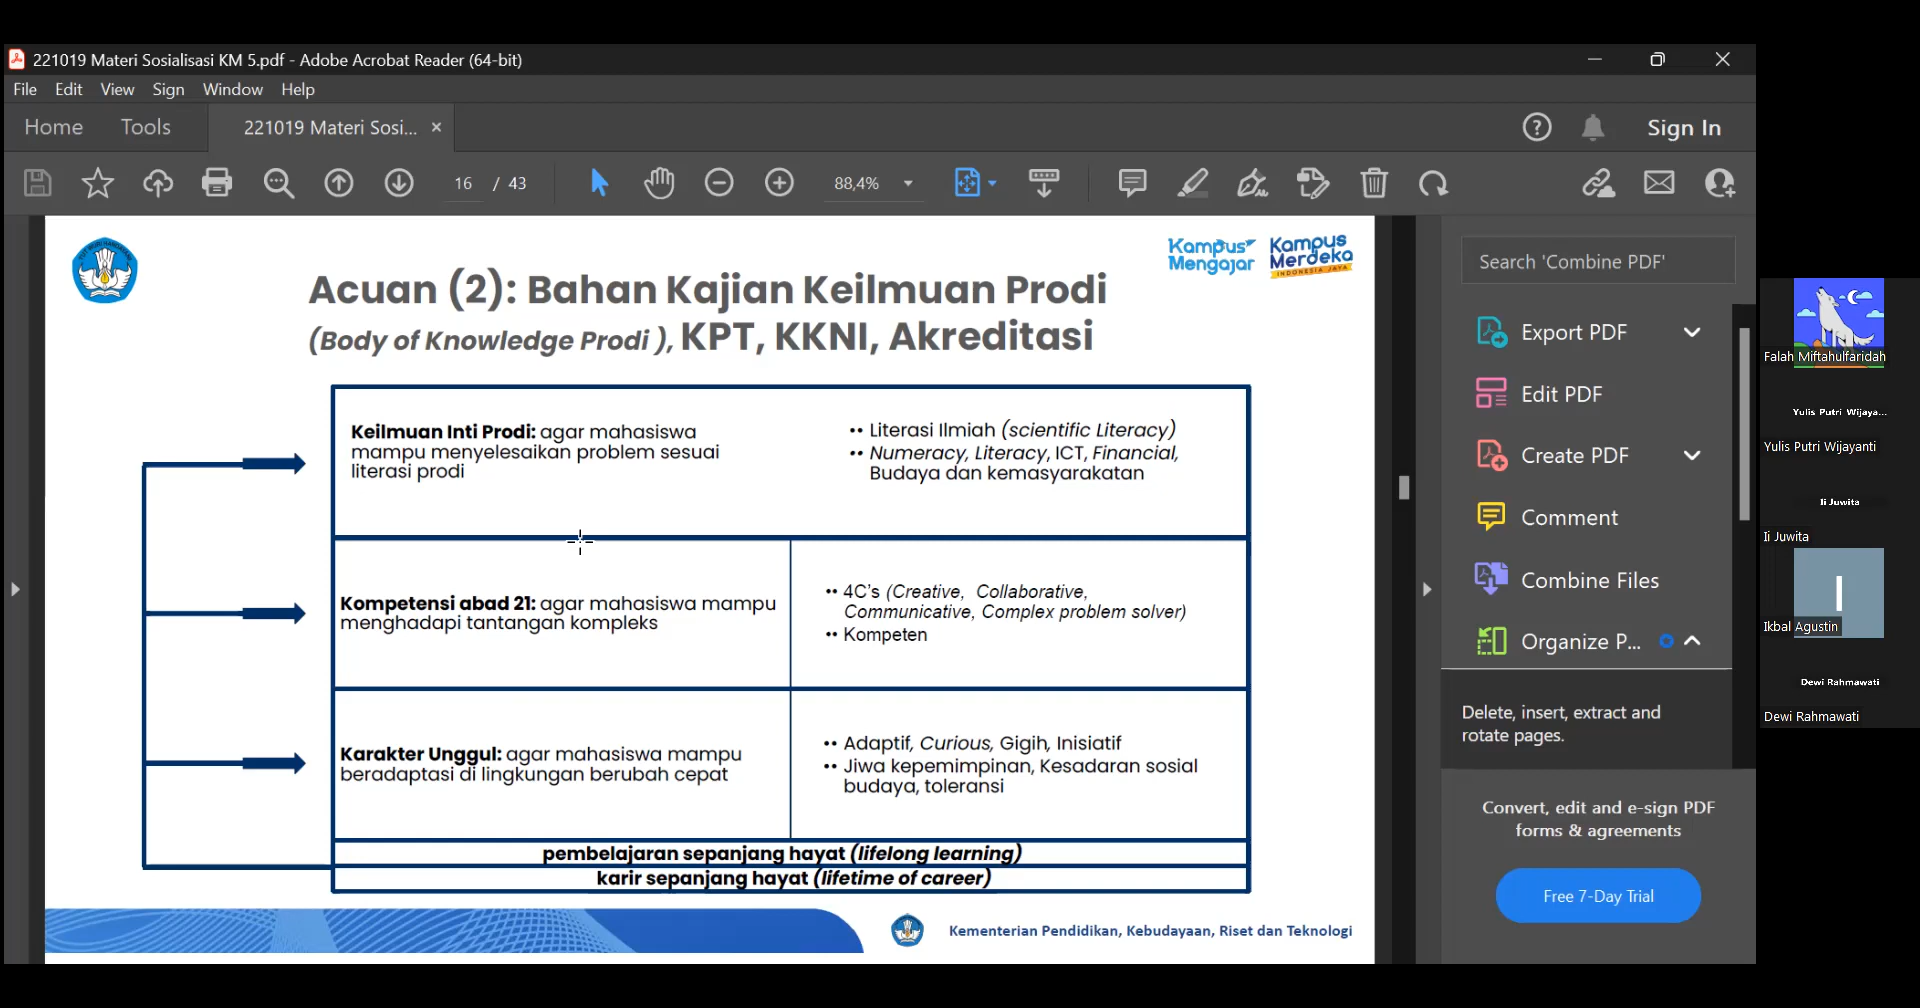 221019 Materi Sosialisasi KM 5.pdf - Adobe Acrobat Reader (64-bit)
File Edit View Sign Window Help
Home Tools 221019 Materi Sosi... × Sign In
16 / 43 88,4%
Kampus Mengajar
Kampus Merdeka
INDONESIA JAYA
Acuan (2): Bahan Kajian Keilmuan Prodi
(Body of Knowledge Prodi ), KPT, KKNI, Akreditasi
Keilmuan Inti Prodi: agar mahasiswa
mampu menyelesaikan problem sesuai
literasi prodi
•• Literasi Ilmiah (scientific Literacy)
•• Numeracy, Literacy, ICT, Financial,
Budaya dan kemasyarakatan
Kompetensi abad 21: agar mahasiswa mampu
menghadapi tantangan kompleks
•• 4C's (Creative, Collaborative,
Communicative, Complex problem solver)
•• Kompeten
Karakter Unggul: agar mahasiswa mampu
beradaptasi di lingkungan berubah cepat
•• Adaptif, Curious, Gigih, Inisiatif
•• Jiwa kepemimpinan, Kesadaran sosial
budaya, toleransi
pembelajaran sepanjang hayat (lifelong learning)
karir sepanjang hayat (lifetime of career)
Kementerian Pendidikan, Kebudayaan, Riset dan Teknologi
Search 'Combine PDF'
Export PDF
Edit PDF
Create PDF
Comment
Combine Files
Organize P...
Delete, insert, extract and
rotate pages.
Convert, edit and e-sign PDF
forms & agreements
Free 7-Day Trial
Falah Miftahulfaridah
Yulis Putri Wijaya...
Yulis Putri Wijayanti
Ii Juwita
Ii Juwita
I
Ikbal Agustin
Dewi Rahmawati
Dewi Rahmawati